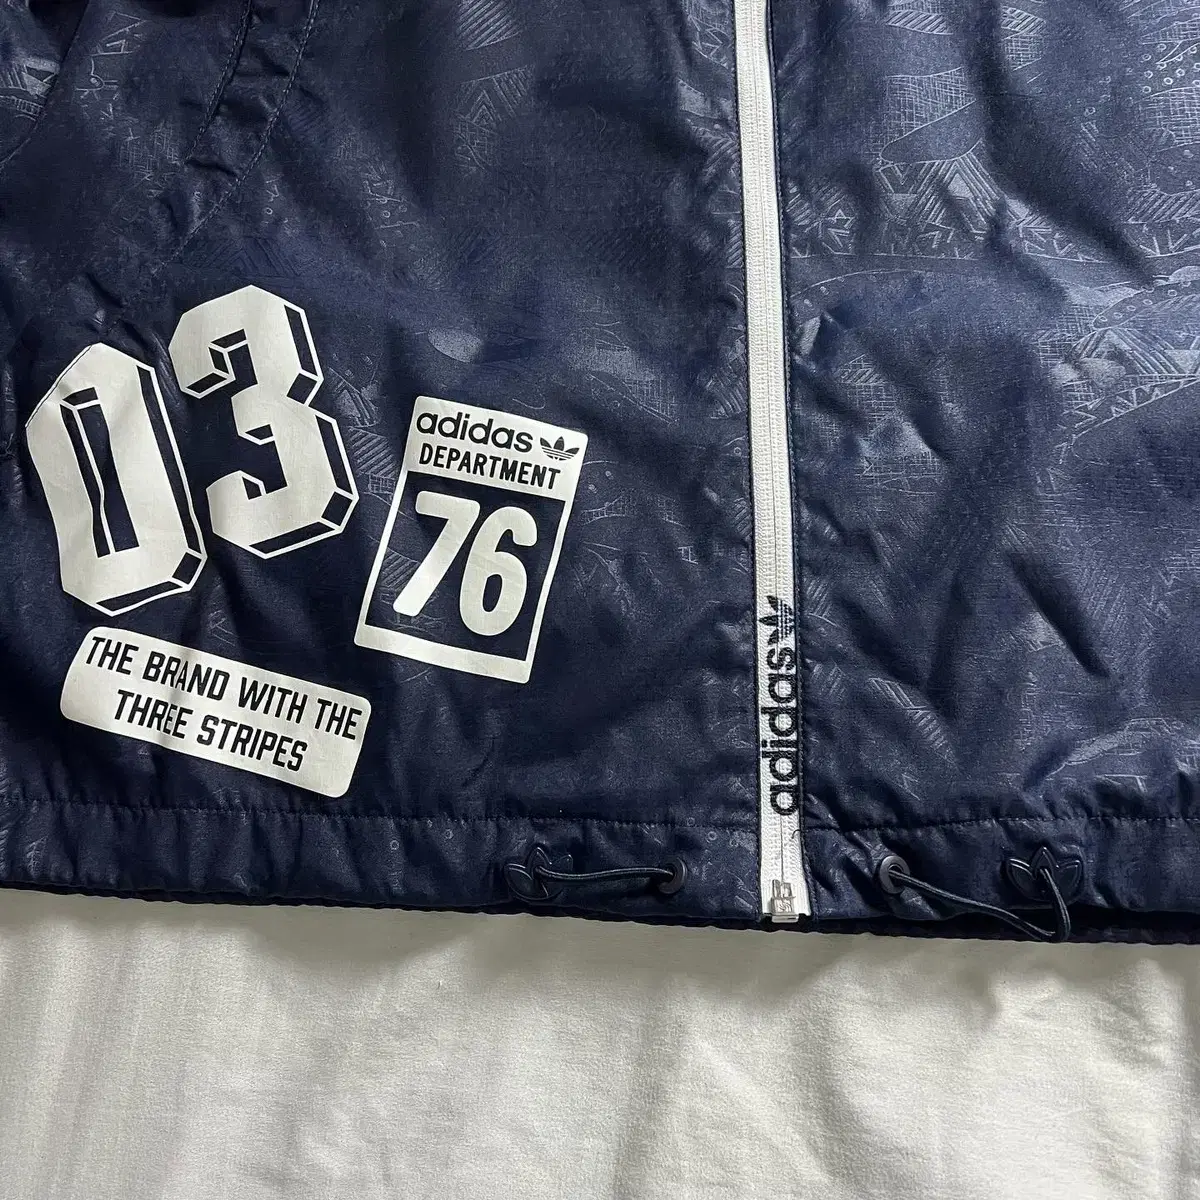 03
adidas
DEPARTMENT
76
THE BRAND WITH THE
THREE STRIPES
adidas